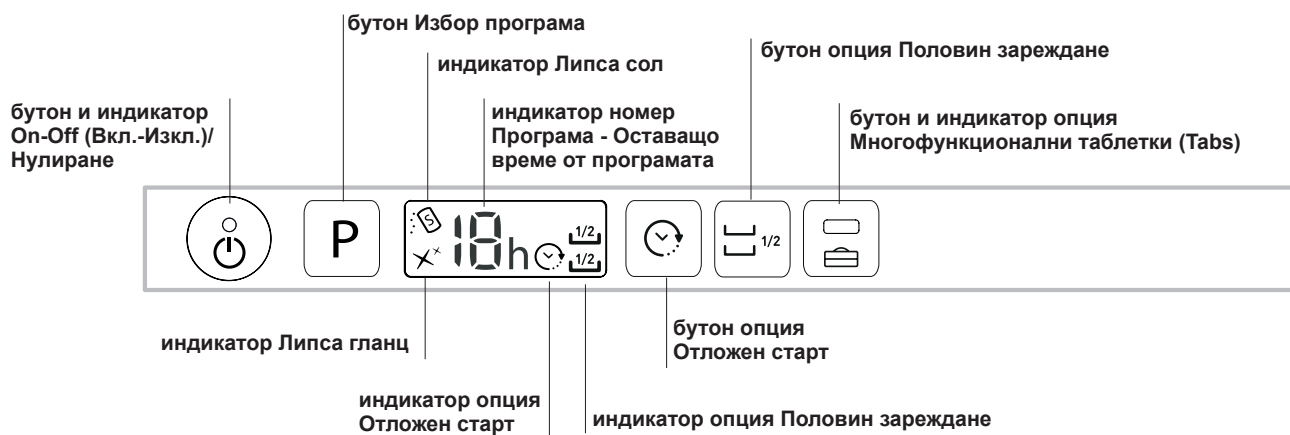 бутон Избор програма
бутон опция Половин зареждане
индикатор Липса сол
бутон и индикатор
On-Off (Вкл.-Изкл.)/
Нулиране
индикатор номер
Програма - Оставащо
време от програмата
бутон и индикатор опция
Многофункционални таблетки (Tabs)
P
S
18h
1/2
1/2
1/2
индикатор Липса гланц
бутон опция
Отложен старт
индикатор опция
Отложен старт
индикатор опция Половин зареждане